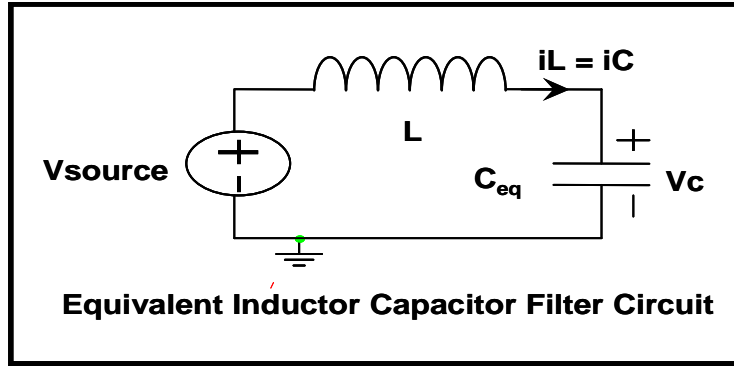 iL = iC
L
Vsource
Ceq
Vc
Equivalent Inductor Capacitor Filter Circuit